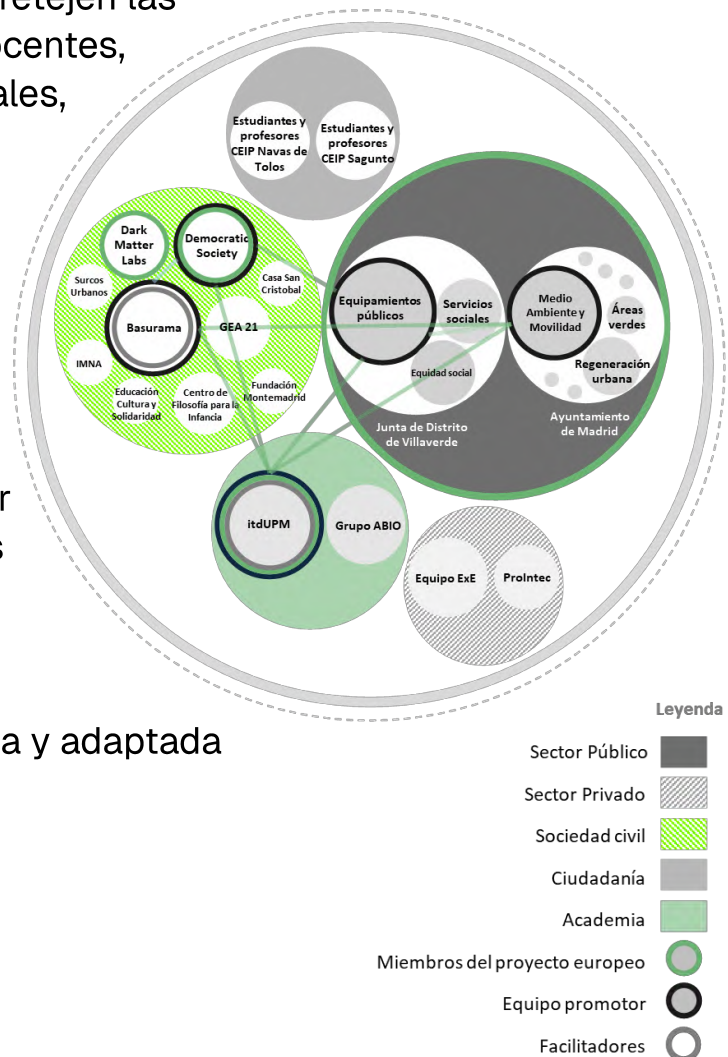 retejen las
ocentes,
ales,
Estudiantes y
profesores
CEIP Navas de
Tolos
Estudiantes y
profesores
CEIP Sagunto
Dark
Matter
Labs
Democratic
Society
Surcos
Urbanos
Casa San
Cristobal
Basurama
GEA 21
IMNA
Educación
Cultura y
Solidaridad
Centro de
Filosofía para la
Infancia
Fundación
Montemadrid
Equipamientos
públicos
Servicios
sociales
Equidad social
Junta de Distrito
de Villaverde
Medio
Ambiente y
Movilidad
Áreas
verdes
Regeneración
urbana
Ayuntamiento
de Madrid
r
s
itdUPM
Grupo ABIO
Equipo ExE
ProIntec
a y adaptada
Leyenda
Sector Público
Sector Privado
Sociedad civil
Ciudadanía
Academia
Miembros del proyecto europeo
Equipo promotor
Facilitadores